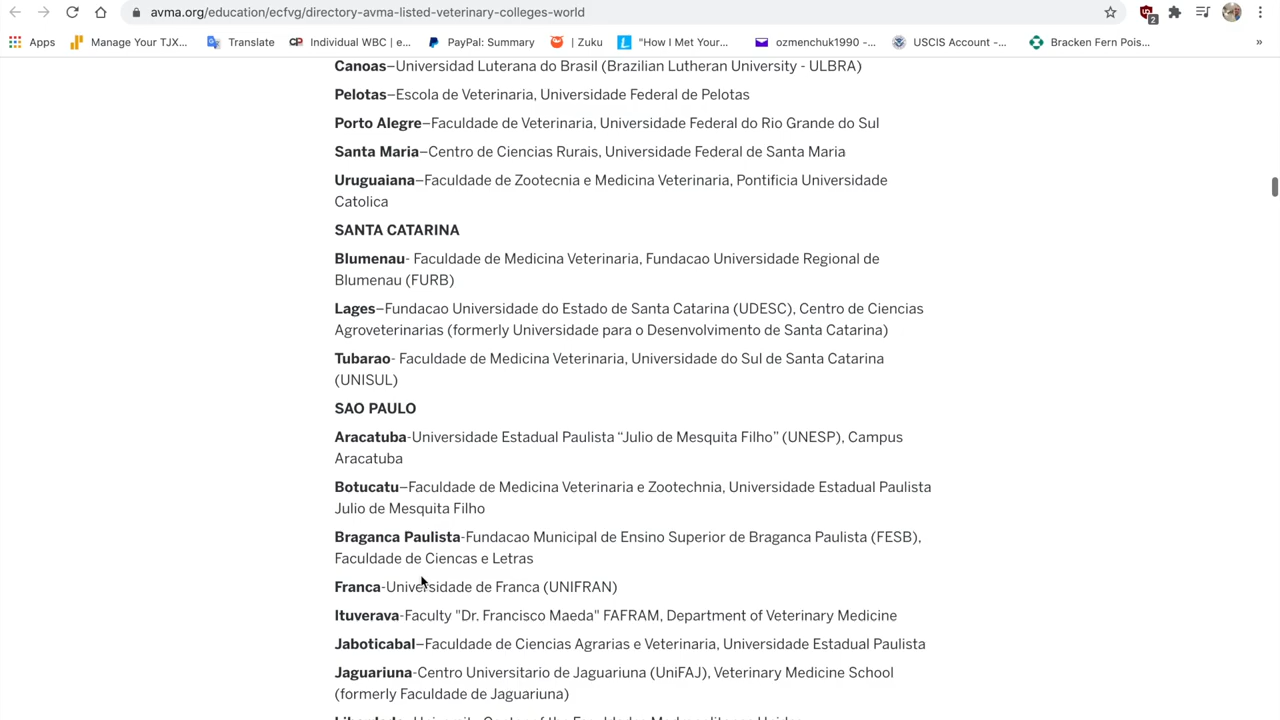 avma.org/education/ecfvg/directory-avma-listed-veterinary-colleges-world
2
Apps Manage Your TJX... Translate CP Individual WBC | e... PayPal: Summary | Zuku L "How I Met Your... ozmenchuk1990 -... USCIS Account -... Bracken Fern Pois... »
Canoas–Universidad Luterana do Brasil (Brazilian Lutheran University - ULBRA)
Pelotas–Escola de Veterinaria, Universidade Federal de Pelotas
Porto Alegre–Faculdade de Veterinaria, Universidade Federal do Rio Grande do Sul
Santa Maria–Centro de Ciencias Rurais, Universidade Federal de Santa Maria
Uruguaiana–Faculdade de Zootecnia e Medicina Veterinaria, Pontificia Universidade
Catolica
SANTA CATARINA
Blumenau- Faculdade de Medicina Veterinaria, Fundacao Universidade Regional de
Blumenau (FURB)
Lages–Fundacao Universidade do Estado de Santa Catarina (UDESC), Centro de Ciencias
Agroveterinarias (formerly Universidade para o Desenvolvimento de Santa Catarina)
Tubarao- Faculdade de Medicina Veterinaria, Universidade do Sul de Santa Catarina
(UNISUL)
SAO PAULO
Aracatuba-Universidade Estadual Paulista “Julio de Mesquita Filho” (UNESP), Campus
Aracatuba
Botucatu–Faculdade de Medicina Veterinaria e Zootechnia, Universidade Estadual Paulista
Julio de Mesquita Filho
Braganca Paulista-Fundacao Municipal de Ensino Superior de Braganca Paulista (FESB),
Faculdade de Ciencas e Letras
Franca-Universidade de Franca (UNIFRAN)
Ituverava-Faculty "Dr. Francisco Maeda" FAFRAM, Department of Veterinary Medicine
Jaboticabal–Faculdade de Ciencias Agrarias e Veterinaria, Universidade Estadual Paulista
Jaguariuna-Centro Universitario de Jaguariuna (UniFAJ), Veterinary Medicine School
(formerly Faculdade de Jaguariuna)